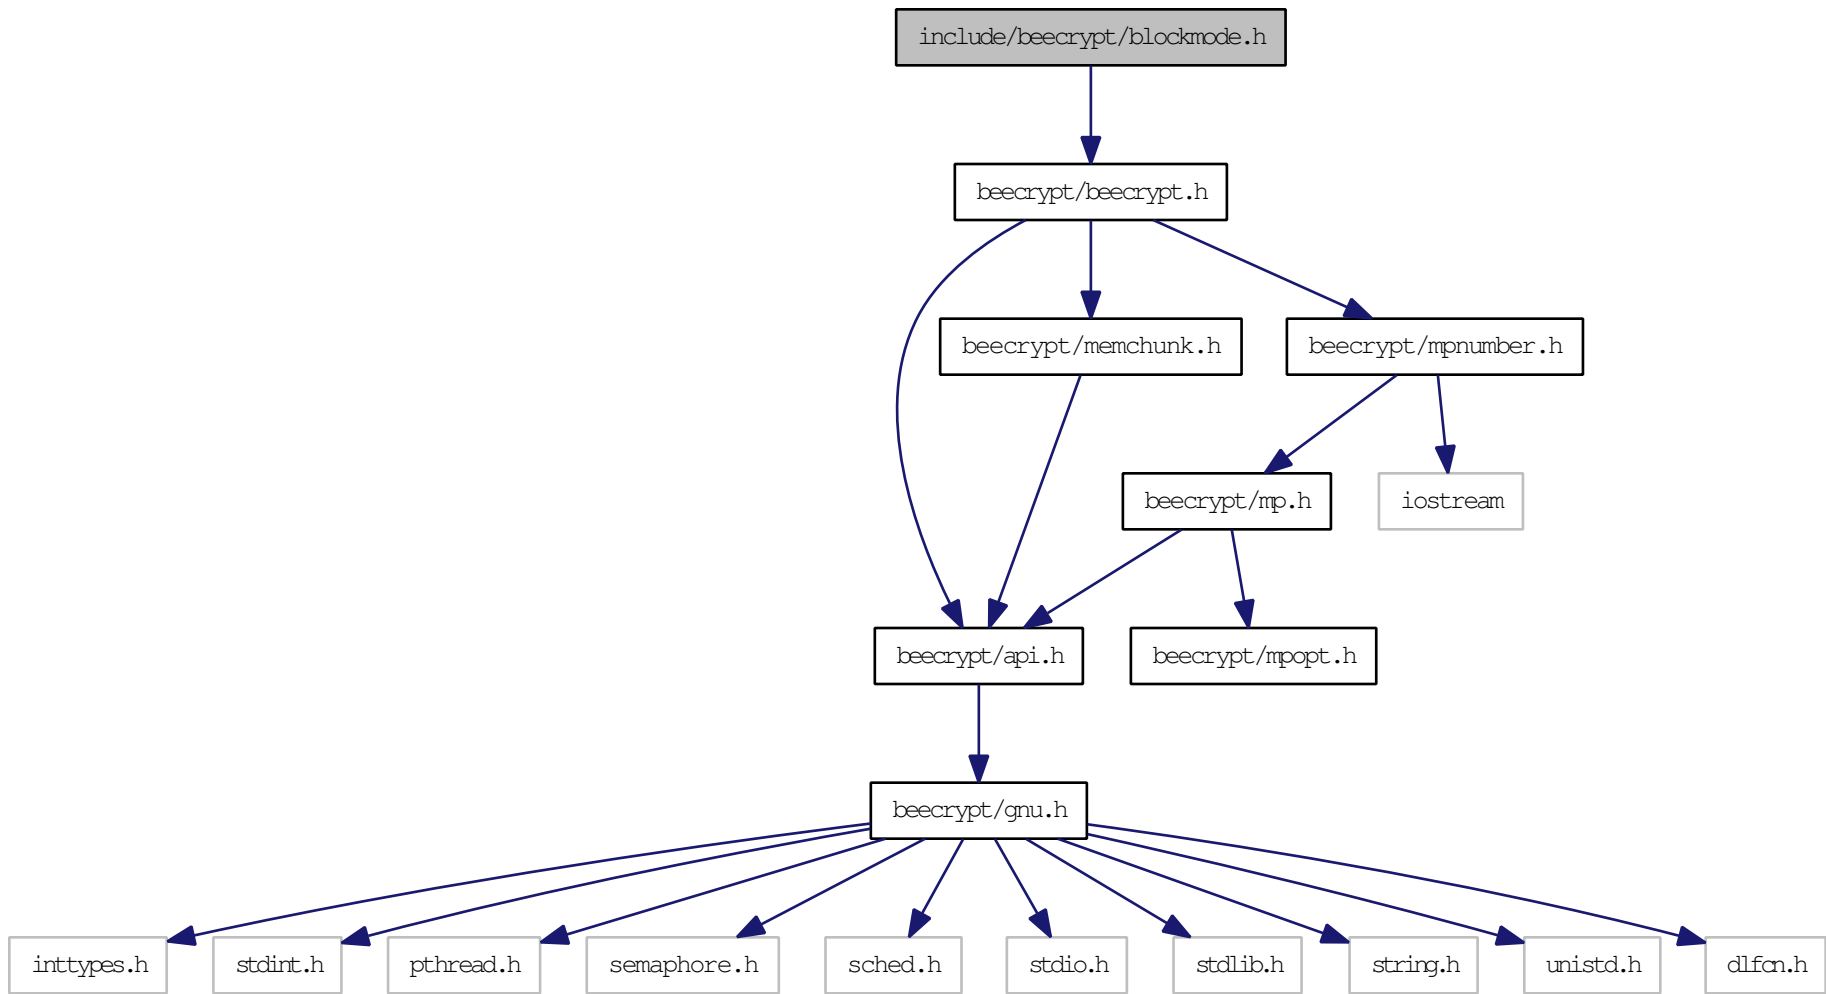 include/beecrypt/blockmode.h
beecrypt/beecrypt.h
beecrypt/memchunk.h
beecrypt/mpnumber.h
beecrypt/mp.h
iostream
beecrypt/api.h
beecrypt/mpopt.h
beecrypt/gnu.h
inttypes.h
stdint.h
pthread.h
semaphore.h
sched.h
stdio.h
stdlib.h
string.h
unistd.h
dlfcn.h